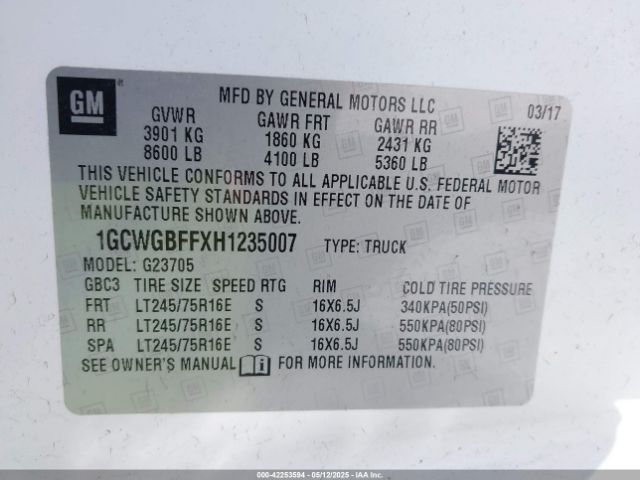 GM
MFD BY GENERAL MOTORS LLC
03/17
GVWR GAWR FRT GAWR RR
3901 KG 1860 KG 2431 KG
8600 LB 4100 LB 5360 LB
THIS VEHICLE CONFORMS TO ALL APPLICABLE U.S. FEDERAL MOTOR
VEHICLE SAFETY STANDARDS IN EFFECT ON THE DATE OF
MANUFACTURE SHOWN ABOVE.
1GCWGBFFXH1235007 TYPE: TRUCK
MODEL: G23705
GBC3 TIRE SIZE SPEED RTG RIM COLD TIRE PRESSURE
FRT LT245/75R16E S 16X6.5J 340KPA(50PSI)
RR LT245/75R16E S 16X6.5J 550KPA(80PSI)
SPA LT245/75R16E S 16X6.5J 550KPA(80PSI)
SEE OWNER'S MANUAL i FOR MORE INFORMATION.
000-42253594 - 05/12/2025 - IAAI.CA